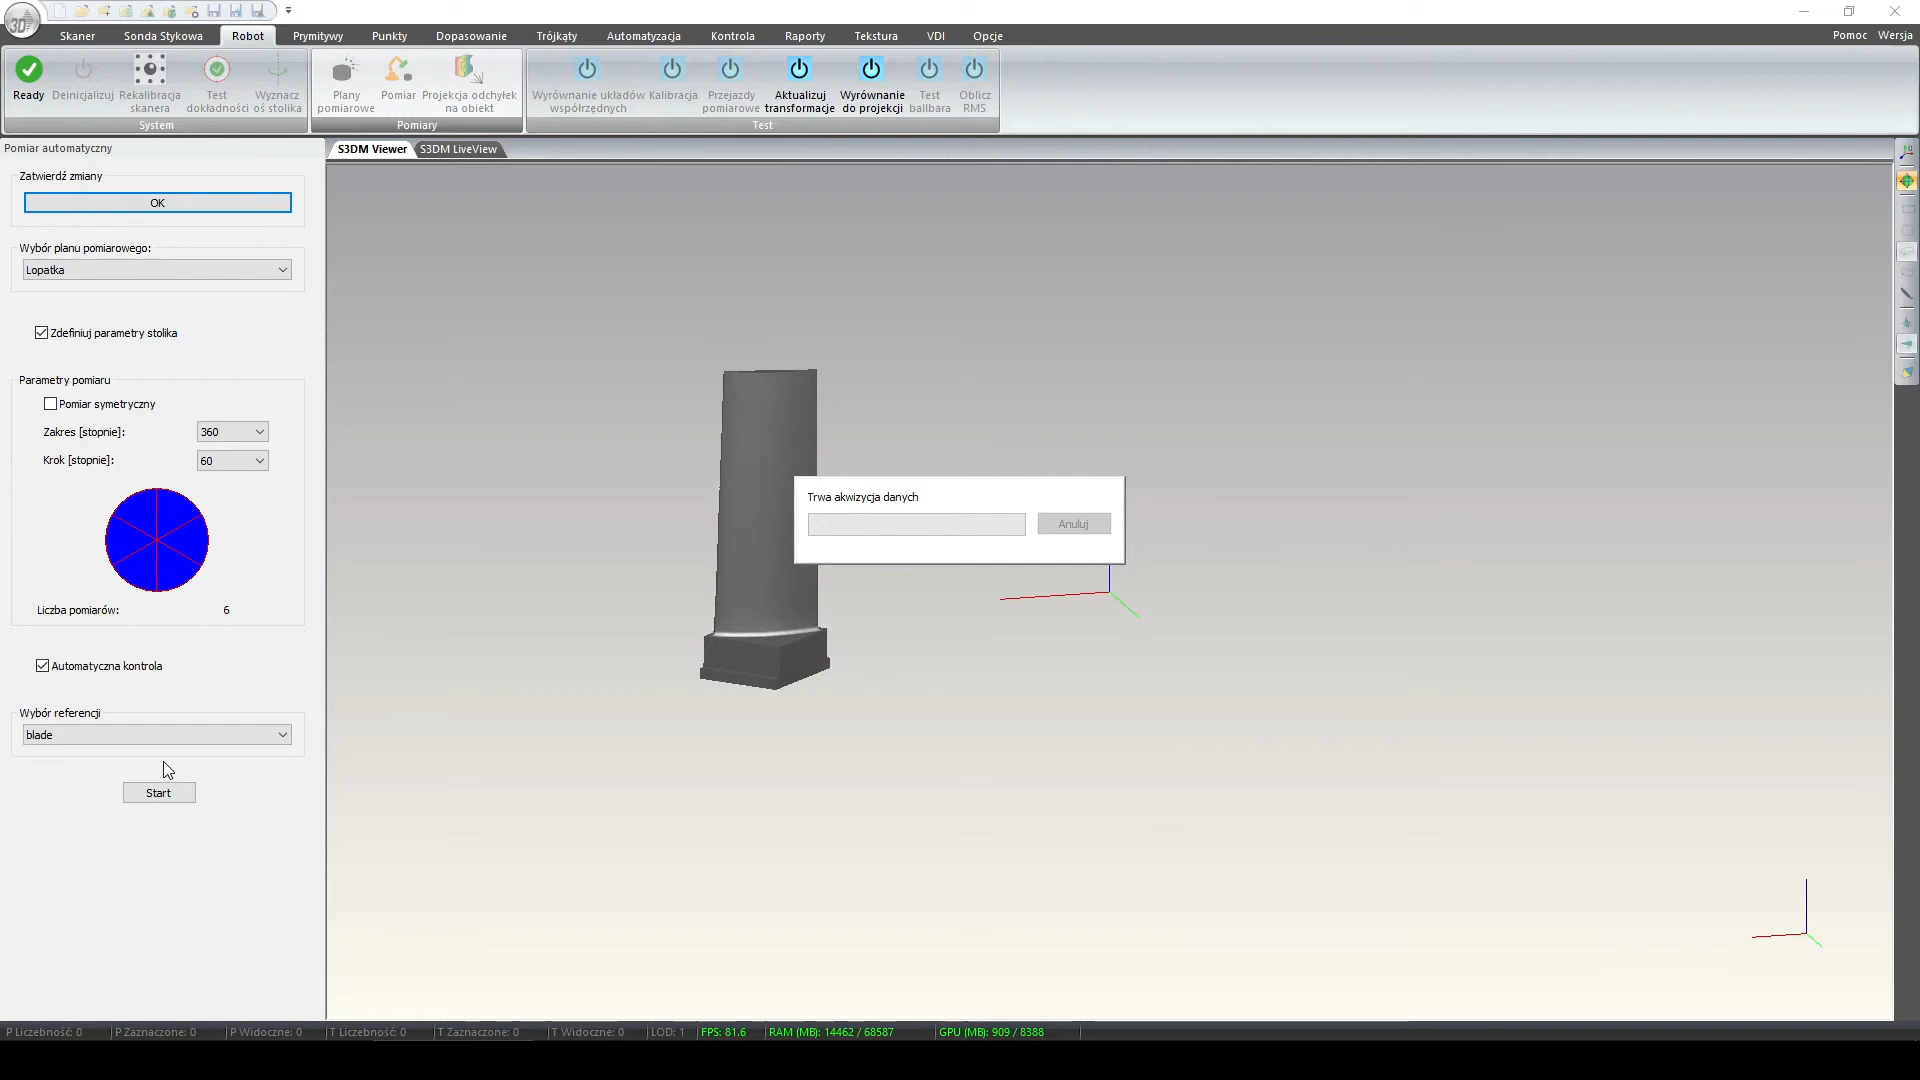 3D
Skaner
Sonda Stykowa
Robot
Prymitywy
Punkty
Dopasowanie
Trójkąty
Automatyzacja
Kontrola
Raporty
Tekstura
VDI
Opcje
Pomoc
Wersja
Ready
Deinicjalizuj
Rekalibracja
skanera
Test
dokładności
Wyznacz
oś stolika
System
Plany
pomiarowe
Pomiar
Projekcja odchyłek
na obiekt
Pomiary
Wyrównanie układów
współrzędnych
Kalibracja
Przejazdy
pomiarowe
Aktualizuj
transformacje
Wyrównanie
do projekcji
Test
ballbara
Oblicz
RMS
Test
Pomiar automatyczny
S3DM Viewer
S3DM LiveView
Zatwierdź zmiany
OK
Wybór planu pomiarowego:
Lopatka
Zdefiniuj parametry stolika
Parametry pomiaru
Pomiar symetryczny
Zakres [stopnie]:
360
Krok [stopnie]:
60
Liczba pomiarów:
6
Automatyczna kontrola
Wybór referencji
blade
Start
Trwa akwizycja danych
Anuluj
P Liczebność: 0
P Zaznaczone: 0
P Widoczne: 0
T Liczebność: 0
T Zaznaczone: 0
T Widoczne: 0
LOD: 1
FPS: 81.6
RAM (MB): 14462 / 68587
GPU (MB): 909 / 8388